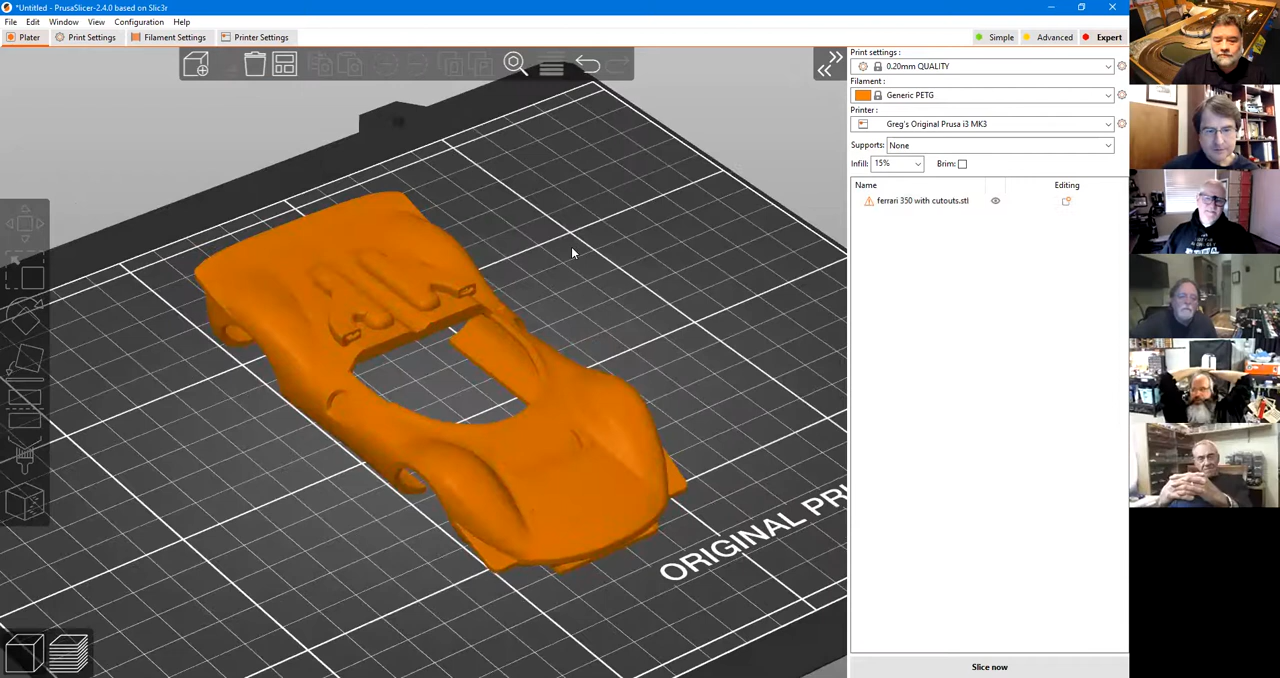 *Untitled - PrusaSlicer-2.4.0 based on Slic3r
File Edit Window View Configuration Help
Plater Print Settings Filament Settings Printer Settings Simple Advanced Expert
Print settings :
0.20mm QUALITY
Filament:
Generic PETG
Printer:
Greg's Original Prusa i3 MK3
Supports: None
Infill: 15% Brim:
Name Editing
ferrari 350 with cutouts.stl
ORIGINAL PRU
Slice now